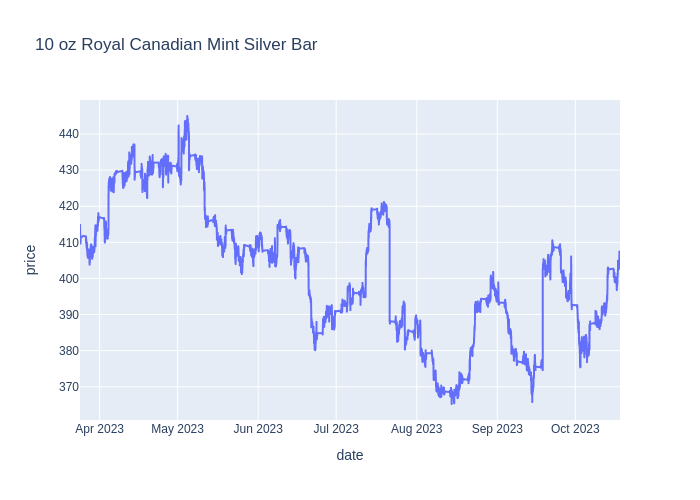 10 oz Royal Canadian Mint Silver Bar
440
430
420
410
400
390
380
370
price
Apr 2023 May 2023 Jun 2023 Jul 2023 Aug 2023 Sep 2023 Oct 2023
date